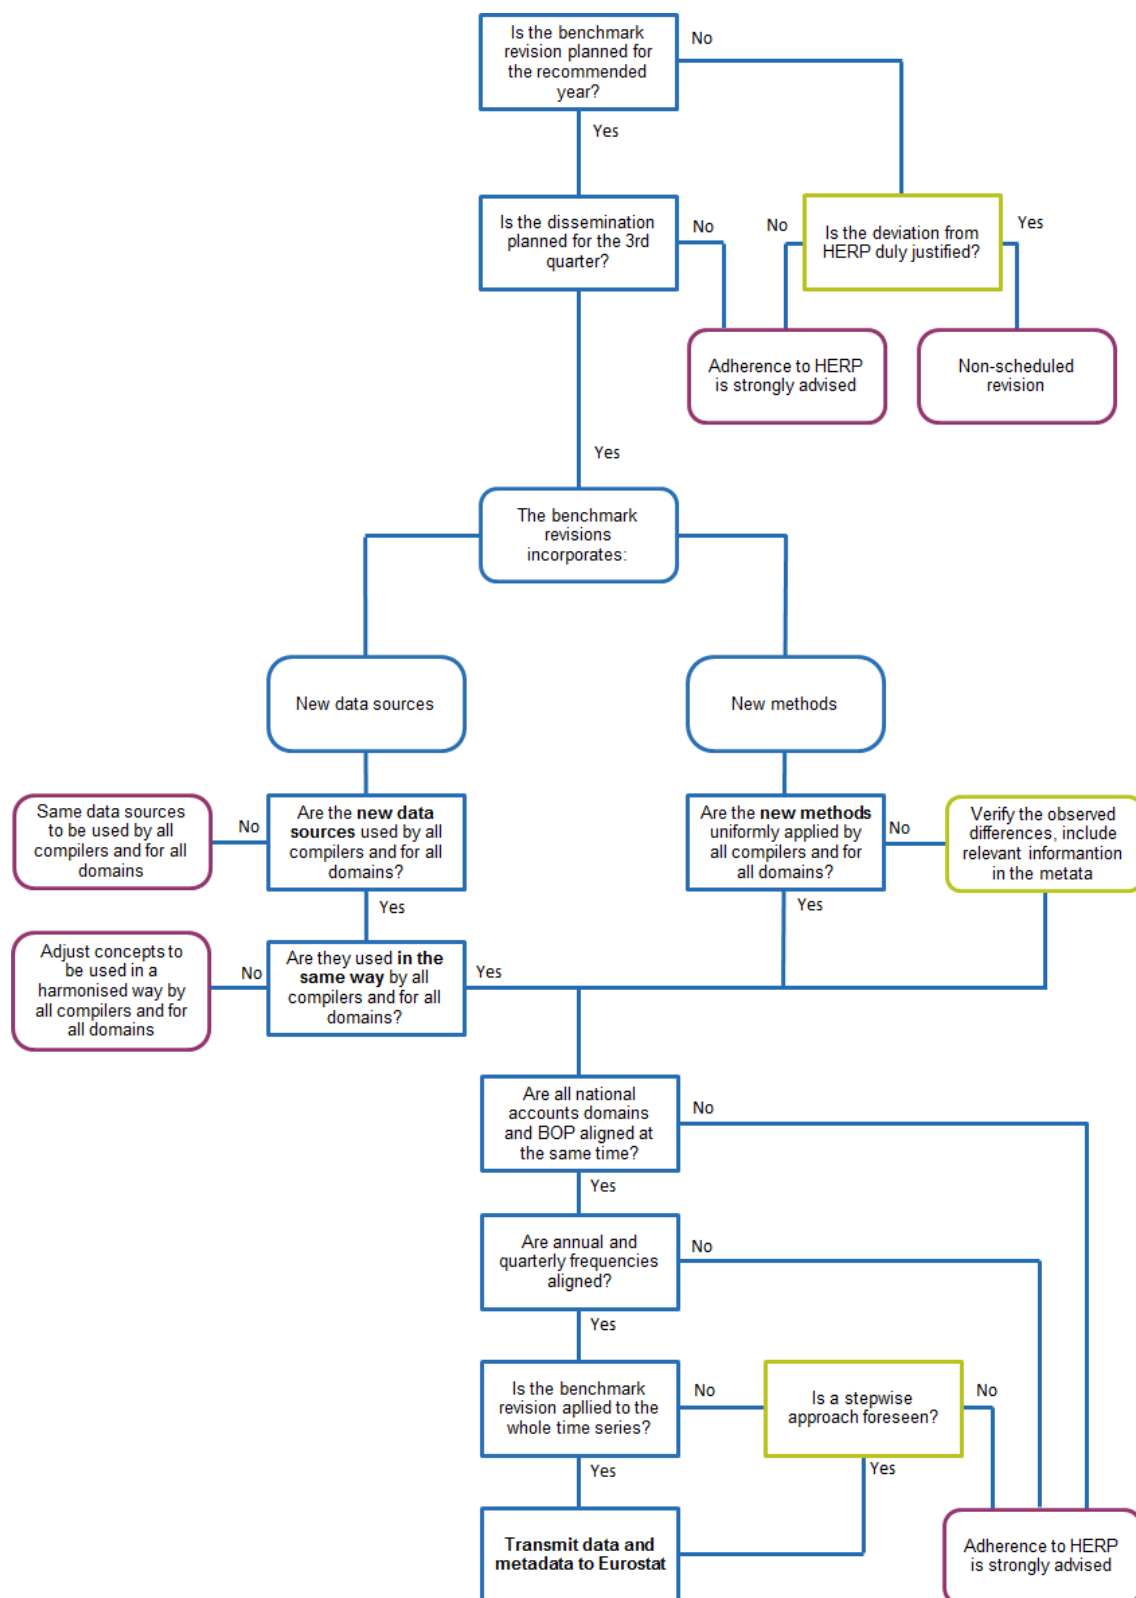 Is the benchmark
revision planned for
the recommended
year?
No
Yes
Is the dissemination
planned for the 3rd
quarter?
No
No
Is the deviation from
HERP duly justified?
Yes
Adherence to HERP
is strongly advised
Non-scheduled
revision
Yes
The benchmark
revisions
incorporates:
New data sources
New methods
Same data sources
to be used by all
compilers and for all
domains
No
Are the new data
sources used by all
compilers and for all
domains?
Are the new methods
uniformly applied by
all compilers and for
all domains?
No
Verify the observed
differences, include
relevant informantion
in the metata
Yes
Yes
Adjust concepts to
be used in a
harmonised way by
all compilers and for
all domains
No
Are they used in the
same way by all
compilers and for all
domains?
Yes
Are all national
accounts domains
and BOP aligned at
the same time?
No
Yes
Are annual and
quarterly frequencies
aligned?
No
Yes
Is the benchmark
revision apllied to the
whole time series?
No
Is a stepwise
approach foreseen?
No
Yes
Yes
Transmit data and
metadata to Eurostat
Adherence to HERP
is strongly advised